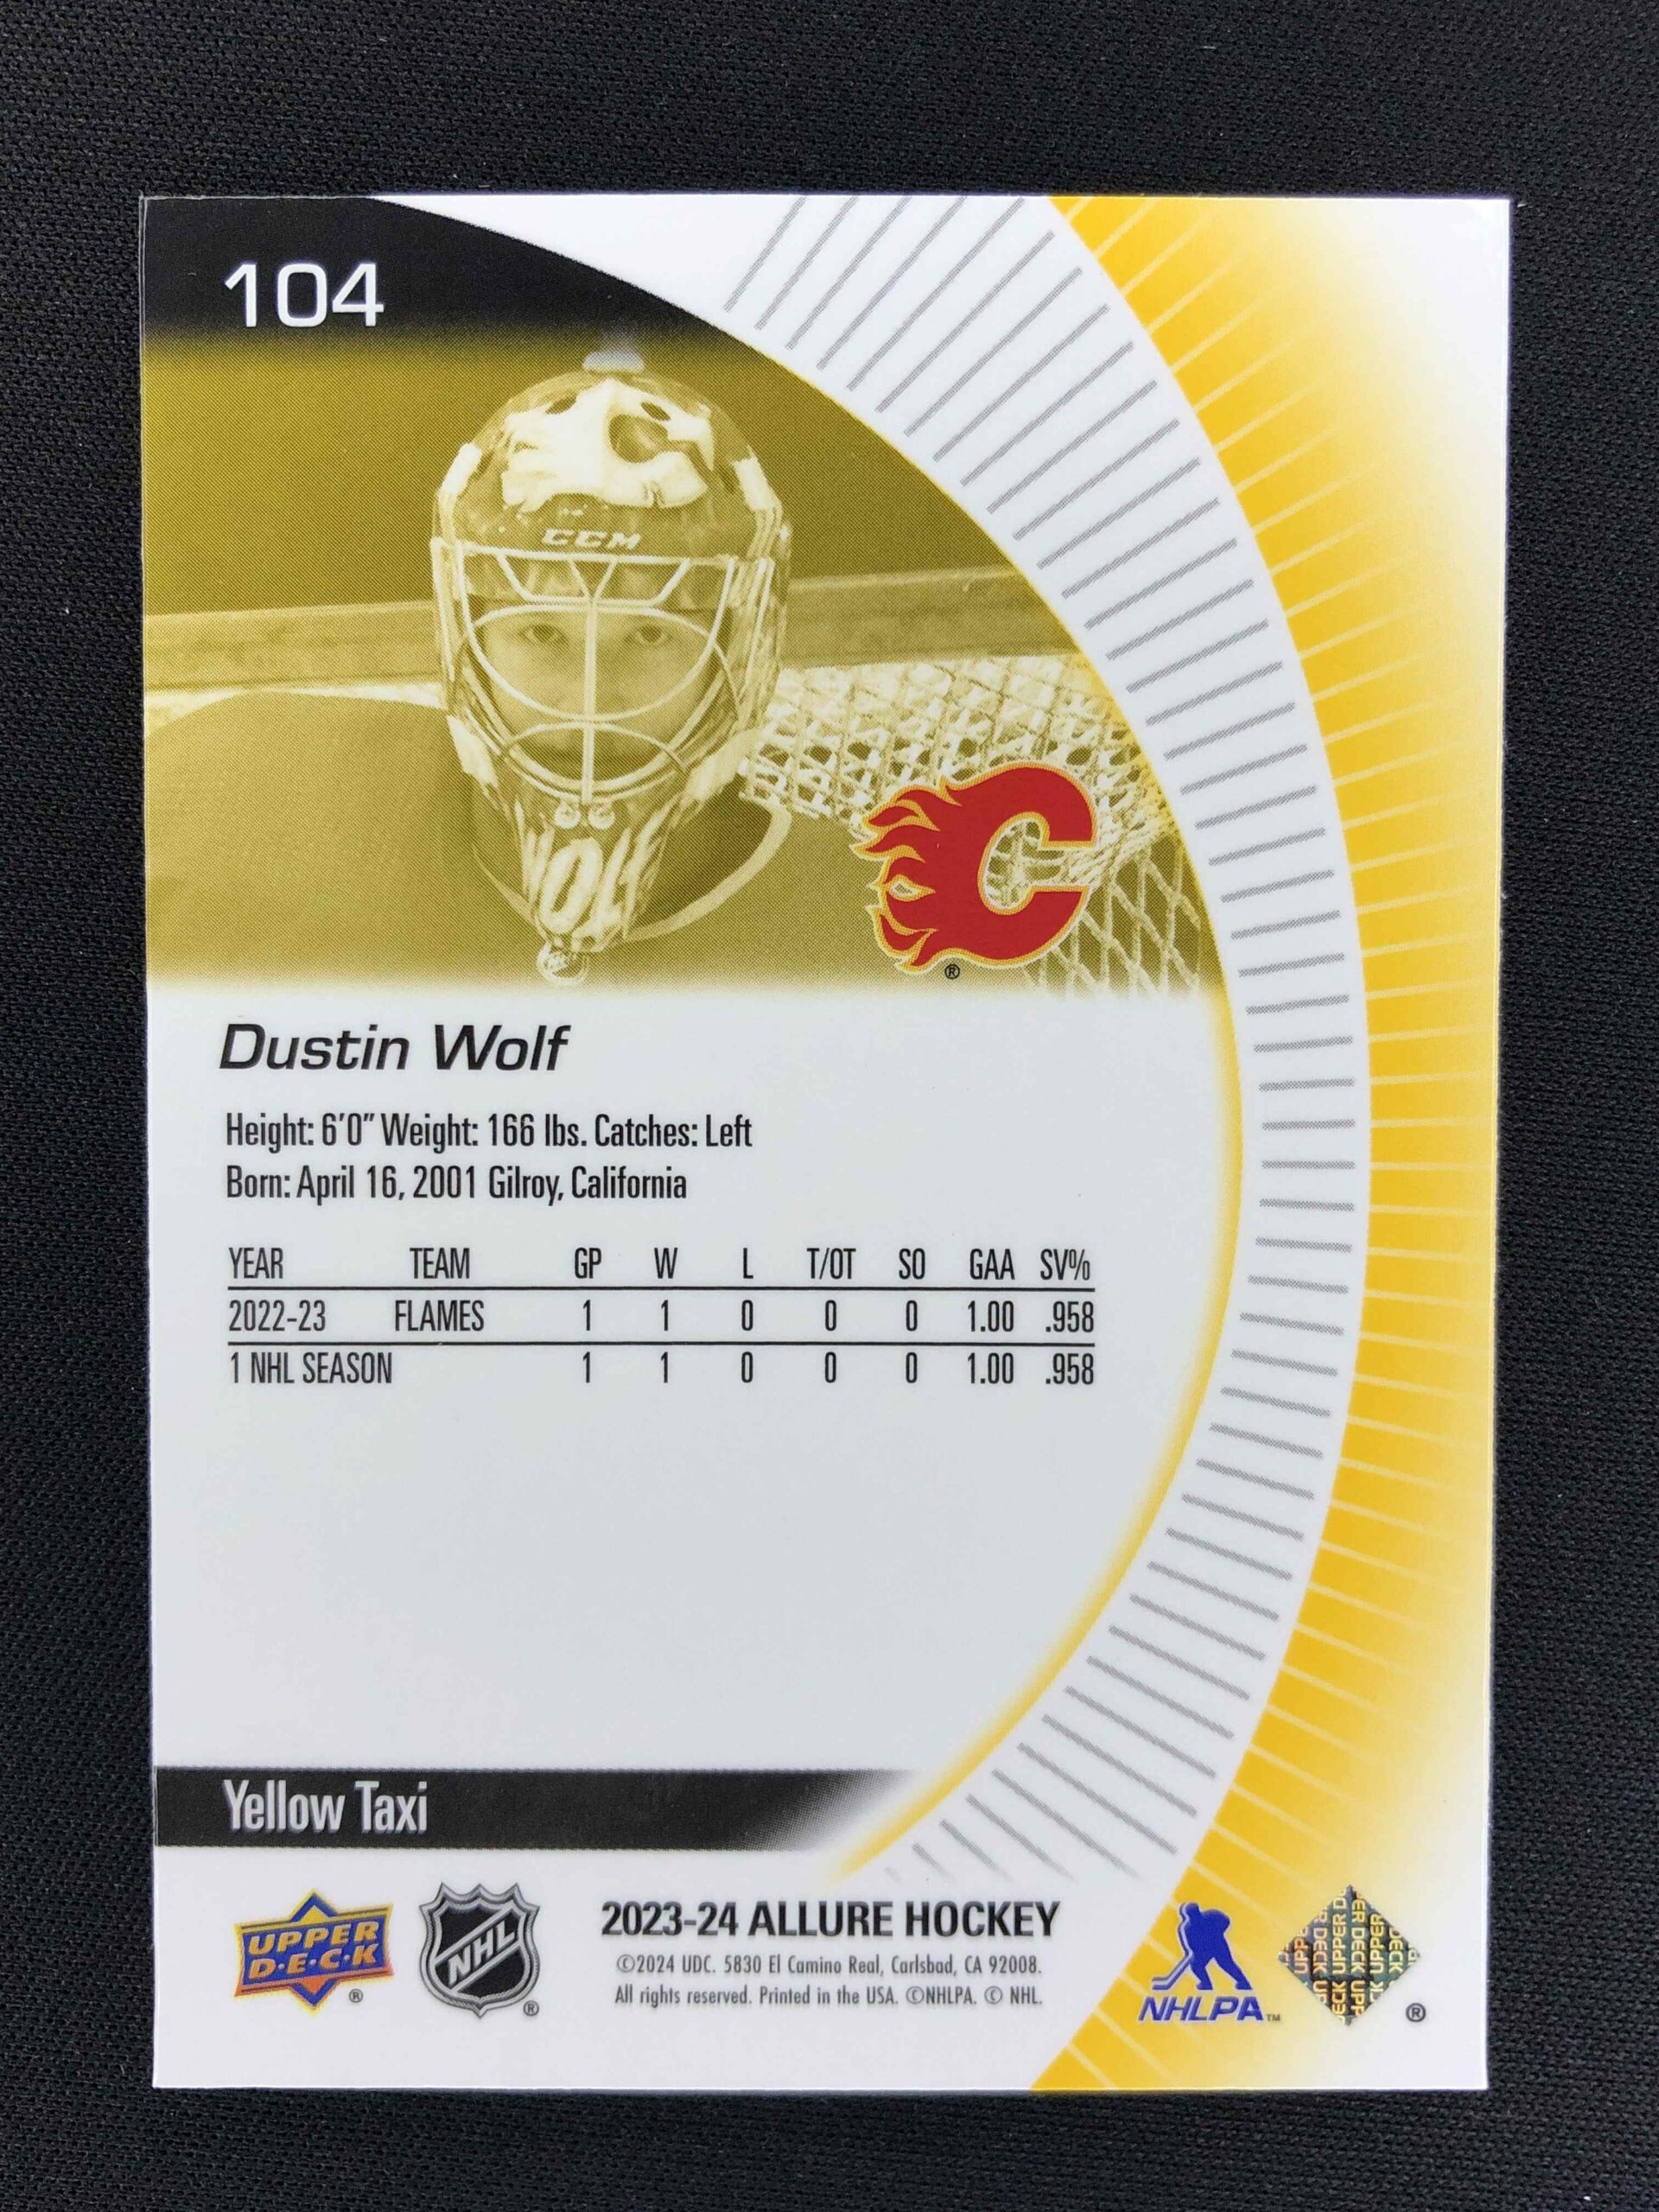 104
CCM
Dustin Wolf
Height: 6'0" Weight: 166 lbs. Catches: Left
Born: April 16, 2001 Gilroy, California
YEAR TEAM GP W L T/OT SO GAA SV%
2022-23 FLAMES 1 1 0 0 0 1.00 .958
1 NHL SEASON 1 1 0 0 0 1.00 .958
Yellow Taxi
UPPER
D·E·C·K
®
NHL
®
2023-24 ALLURE HOCKEY
©2024 UDC. 5830 El Camino Real, Carlsbad, CA 92008.
All rights reserved. Printed in the USA. ©NHLPA. © NHL.
NHLPA™
UPPER DECK
®